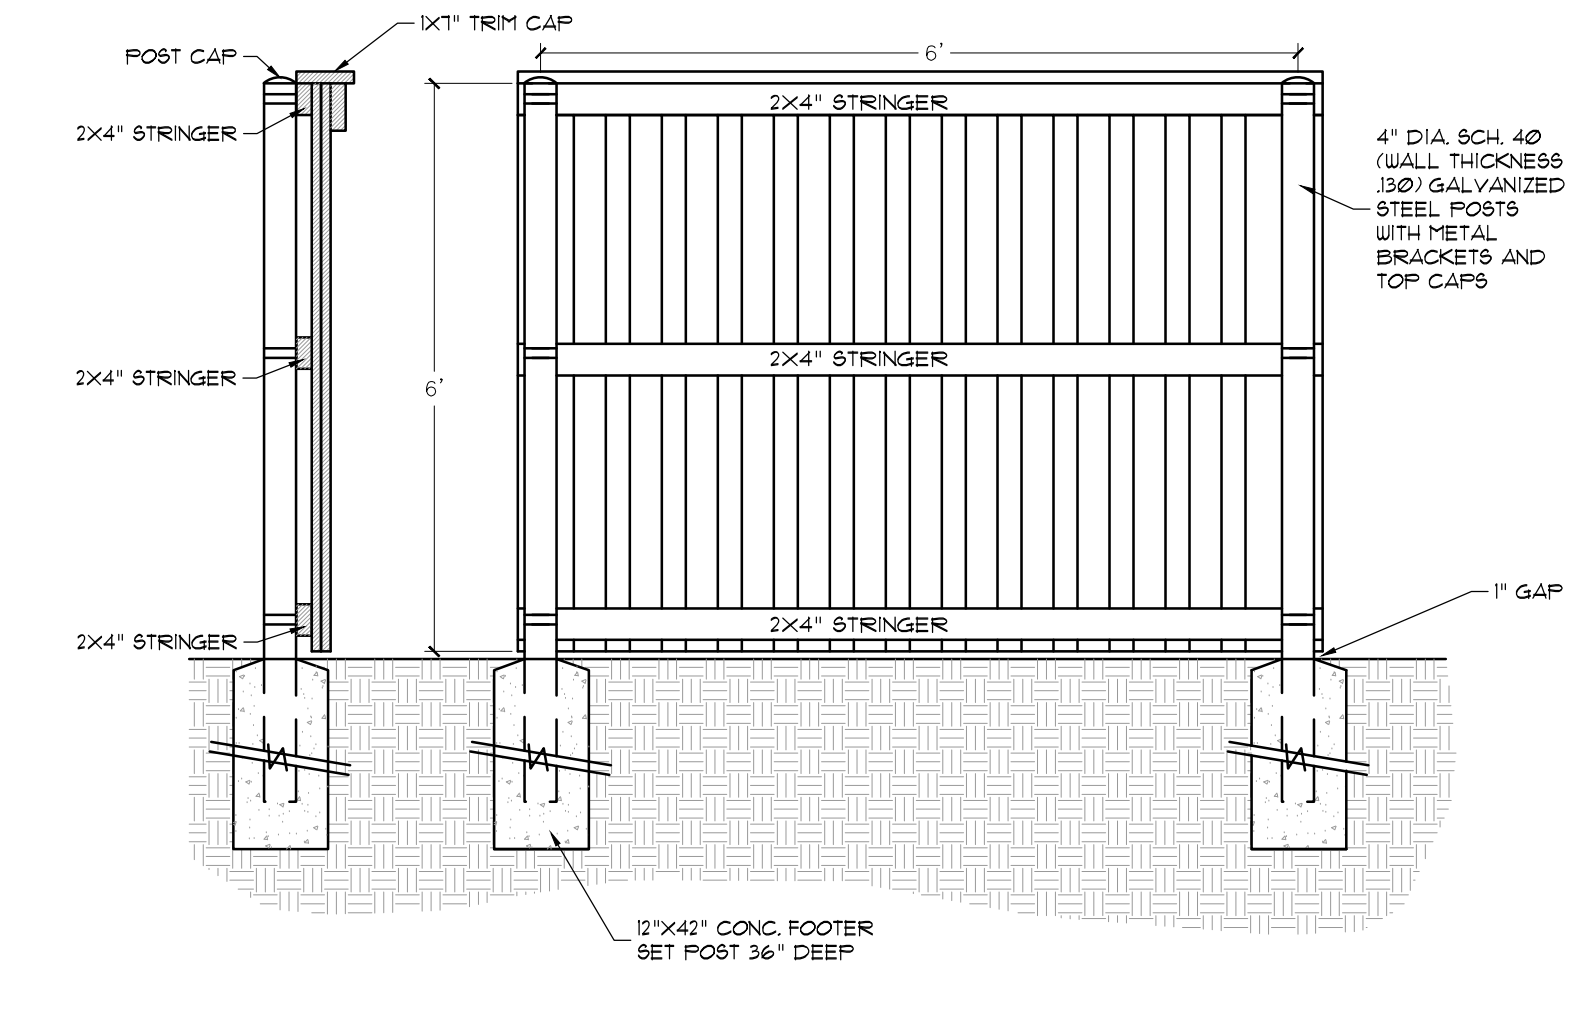 1X7" TRIM CAP
POST CAP
6'
2X4" STRINGER
2X4" STRINGER
4" DIA. SCH. 40
(WALL THICKNESS
.130) GALVANIZED
STEEL POSTS
WITH METAL
BRACKETS AND
TOP CAPS
2X4" STRINGER
2X4" STRINGER
6'
1" GAP
2X4" STRINGER
2X4" STRINGER
12"X42" CONC. FOOTER
SET POST 36" DEEP